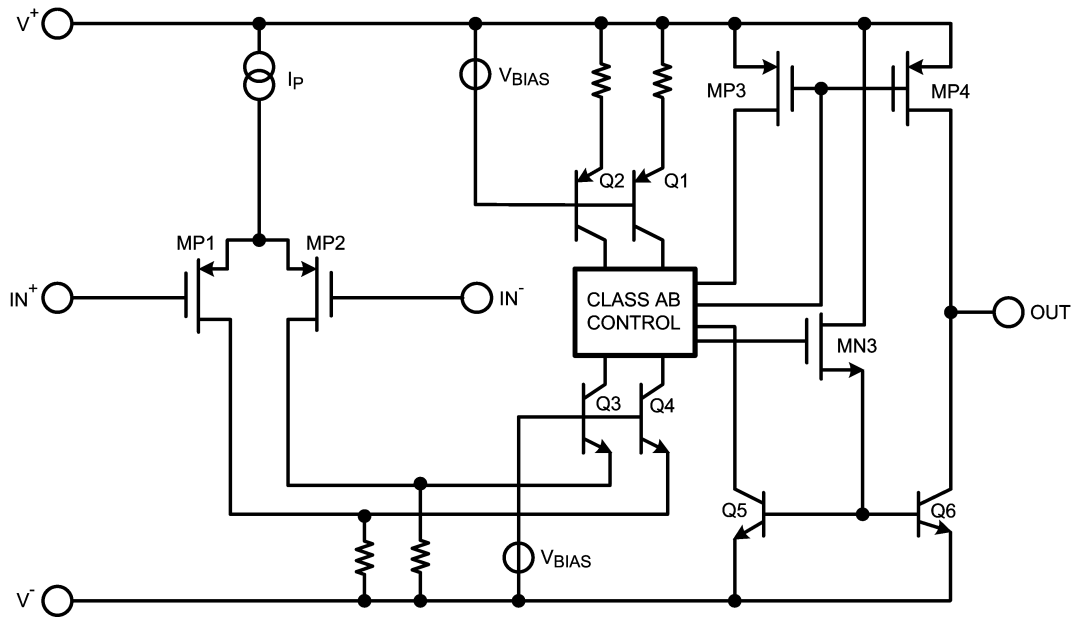 V+
IP
VBIAS
MP3
MP4
Q2
Q1
MP1
MP2
IN+
IN-
CLASS AB
CONTROL
OUT
MN3
Q3
Q4
Q5
Q6
VBIAS
V-